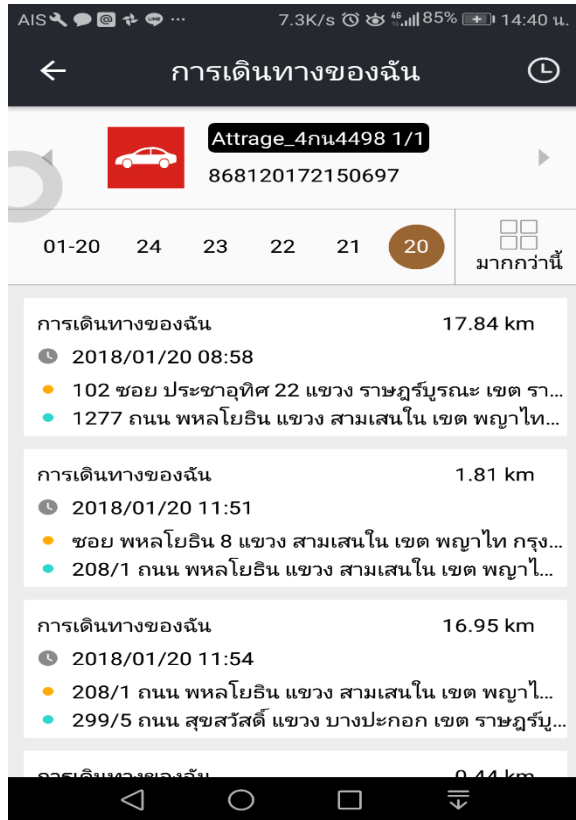 AIS ... 7.3K/s 46 85% 14:40 น.
การเดินทางของฉัน
Attrage_4กน4498 1/1
868120172150697
01-20 24 23 22 21 20 มากกว่านี้
การเดินทางของฉัน 17.84 km
2018/01/20 08:58
102 ซอย ประชาอุทิศ 22 แขวง ราษฎร์บูรณะ เขต รา...
1277 ถนน พหลโยธิน แขวง สามเสนใน เขต พญาไท...
การเดินทางของฉัน 1.81 km
2018/01/20 11:51
ซอย พหลโยธิน 8 แขวง สามเสนใน เขต พญาไท กรุง...
208/1 ถนน พหลโยธิน แขวง สามเสนใน เขต พญาไ...
การเดินทางของฉัน 16.95 km
2018/01/20 11:54
208/1 ถนน พหลโยธิน แขวง สามเสนใน เขต พญาไ...
299/5 ถนน สุขสวัสดิ์ แขวง บางปะกอก เขต ราษฎร์บู...
การเดินทางของฉัน 0.44 km